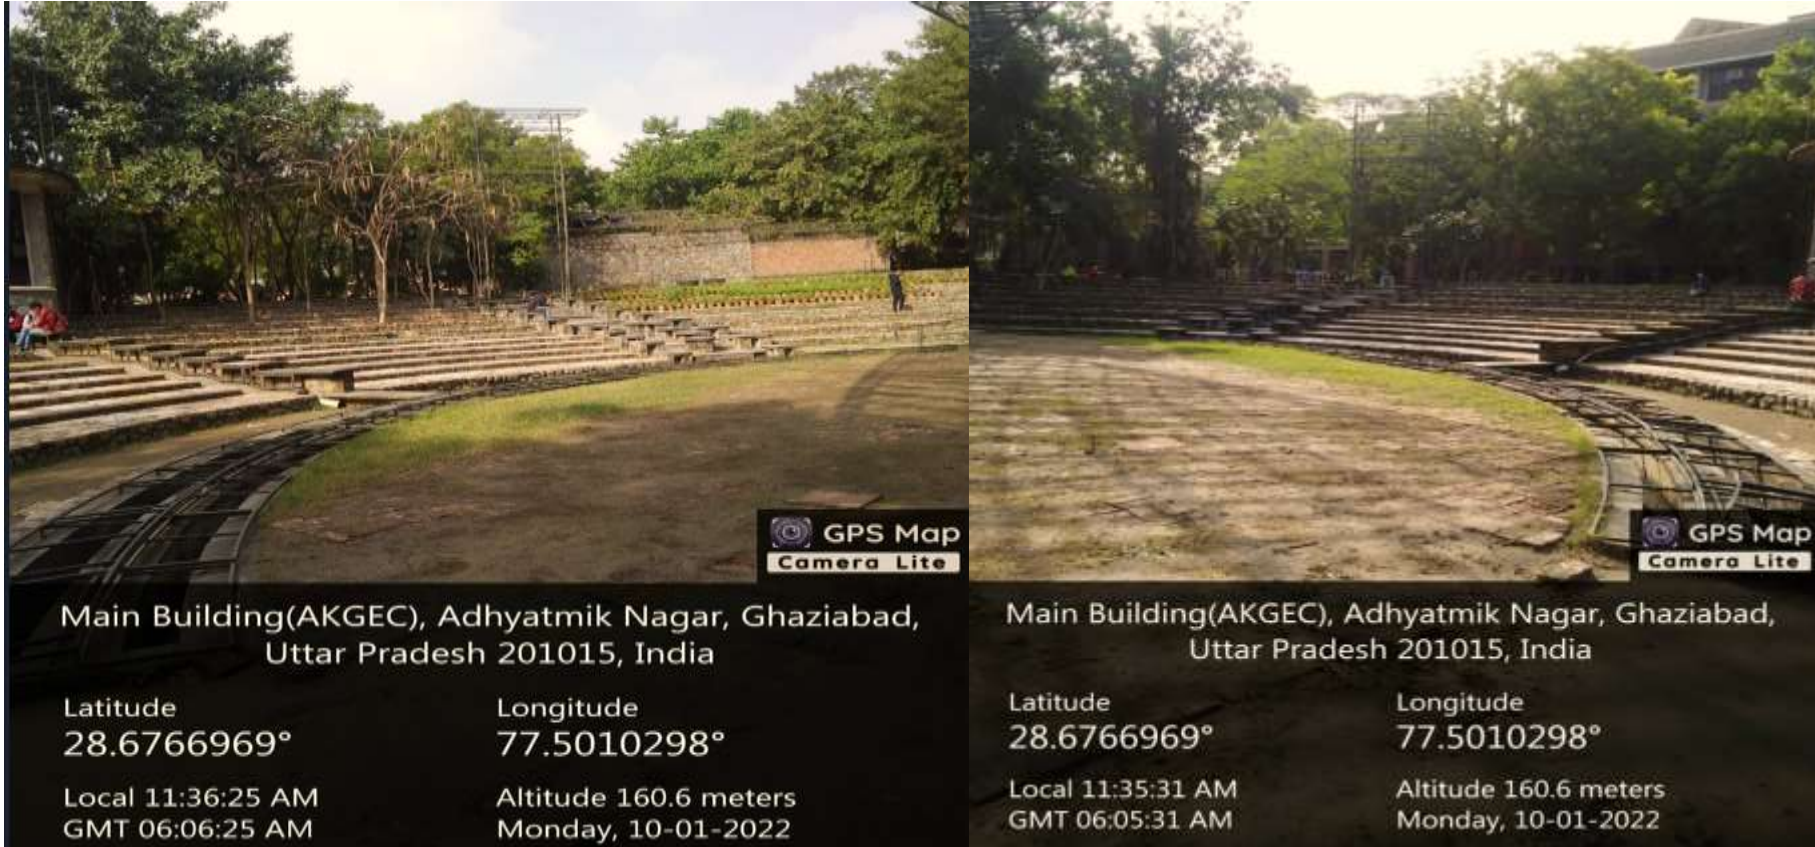 GPS Map
Camera Lite
Main Building(AKGEC), Adhyatmik Nagar, Ghaziabad,
Uttar Pradesh 201015, India
Latitude
28.6766969°
Longitude
77.5010298°
Local 11:36:25 AM
GMT 06:06:25 AM
Altitude 160.6 meters
Monday, 10-01-2022
GPS Map
Camera Lite
Main Building(AKGEC), Adhyatmik Nagar, Ghaziabad,
Uttar Pradesh 201015, India
Latitude
28.6766969°
Longitude
77.5010298°
Local 11:35:31 AM
GMT 06:05:31 AM
Altitude 160.6 meters
Monday, 10-01-2022